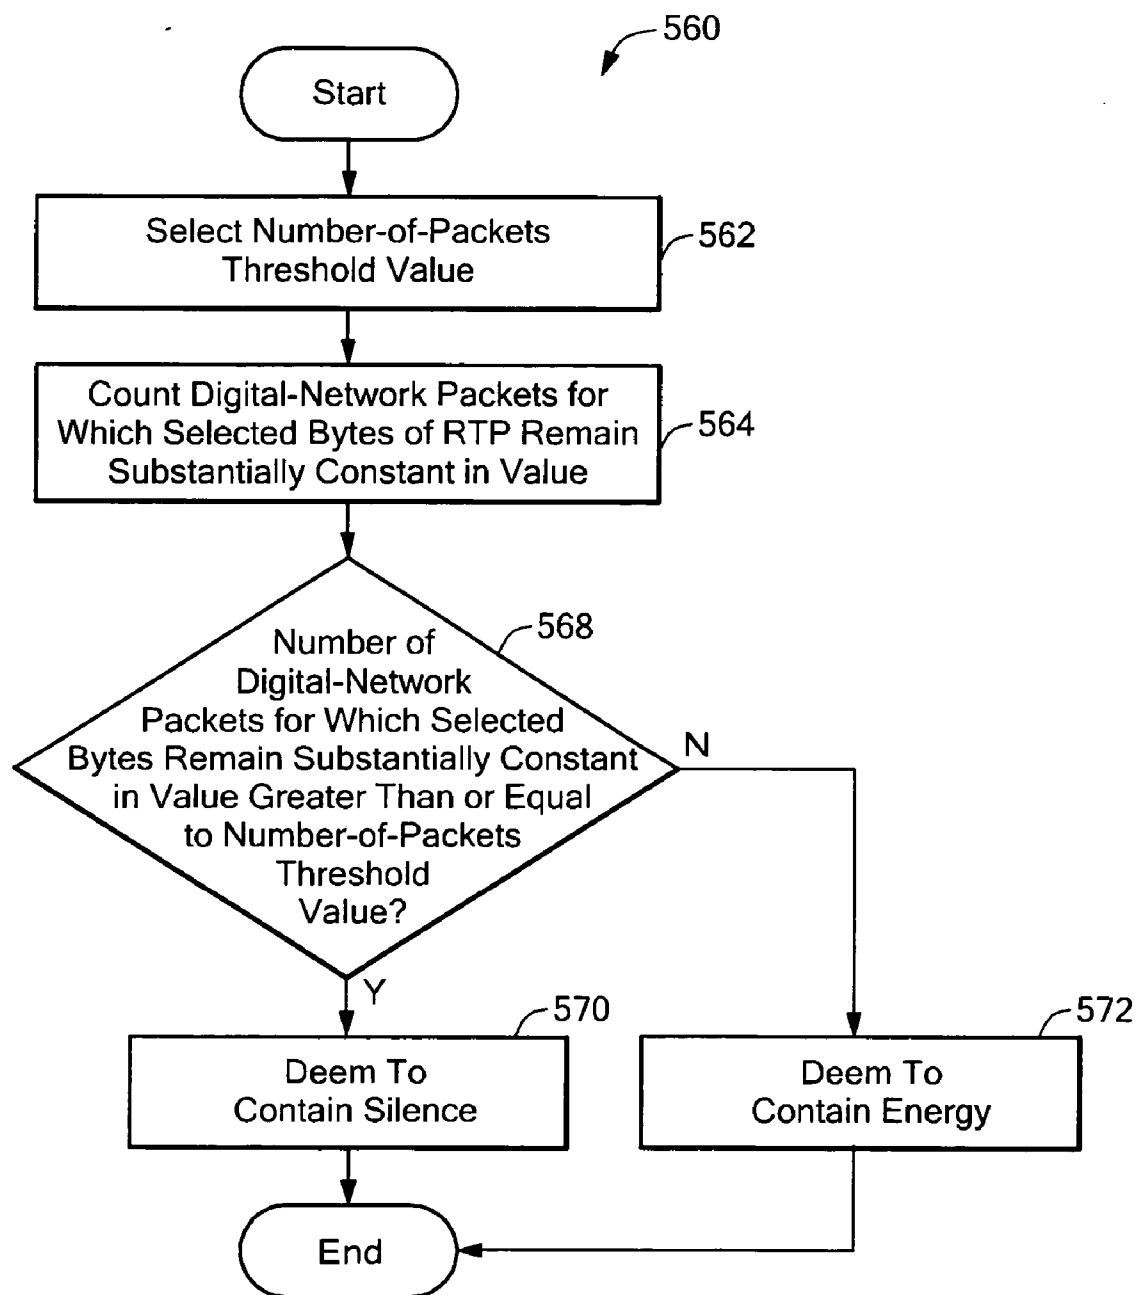 560
Start
Select Number-of-Packets
Threshold Value
562
Count Digital-Network Packets for
Which Selected Bytes of RTP Remain
Substantially Constant in Value
564
Number of
Digital-Network
Packets for Which Selected
Bytes Remain Substantially Constant
in Value Greater Than or Equal
to Number-of-Packets
Threshold
Value?
568
N
Y
570
Deem To
Contain Silence
572
Deem To
Contain Energy
End